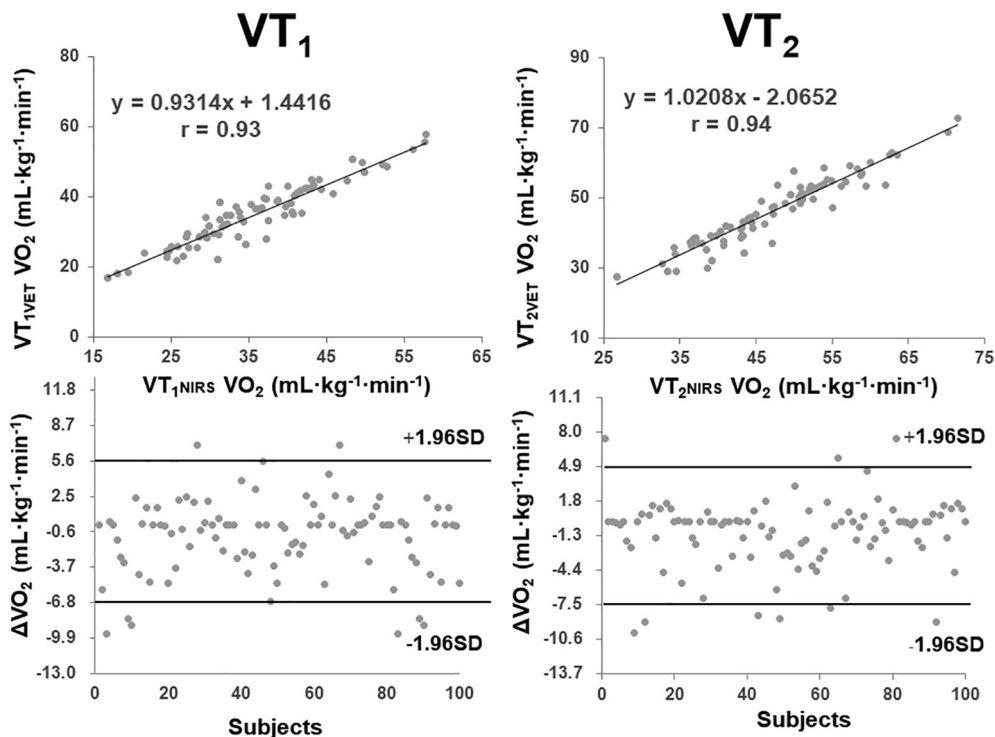 VT1
80
60
40
20
0
VT1VET VO2 (mL·kg-1·min-1)
y = 0.9314x + 1.4416
r = 0.93
15 25 35 45 55 65
VT1NIRS VO2 (mL·kg-1·min-1)
VT2
90
70
50
30
10
VT2VET VO2 (mL·kg-1·min-1)
y = 1.0208x - 2.0652
r = 0.94
25 35 45 55 65 75
VT2NIRS VO2 (mL·kg-1·min-1)
11.8
8.7
5.6
2.5
-0.6
-3.7
-6.8
-9.9
-13.0
ΔVO2 (mL·kg-1·min-1)
+1.96SD
-1.96SD
0 20 40 60 80 100
Subjects
11.1
8.0
4.9
1.8
-1.3
-4.4
-7.5
-10.6
-13.7
ΔVO2 (mL·kg-1·min-1)
+1.96SD
-1.96SD
0 20 40 60 80 100
Subjects